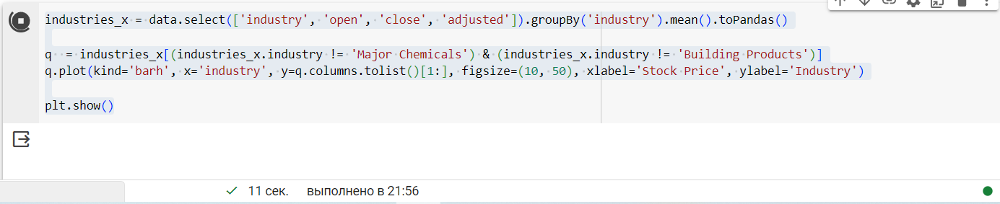 industries_x = data.select(['industry', 'open', 'close', 'adjusted']).groupBy('industry').mean().toPandas()
q  = industries_x[(industries_x.industry != 'Major Chemicals') & (industries_x.industry != 'Building Products')]
q.plot(kind='barh', x='industry', y=q.columns.tolist()[1:], figsize=(10, 50), xlabel='Stock Price', ylabel='Industry')
plt.show()
11 сек. выполнено в 21:56